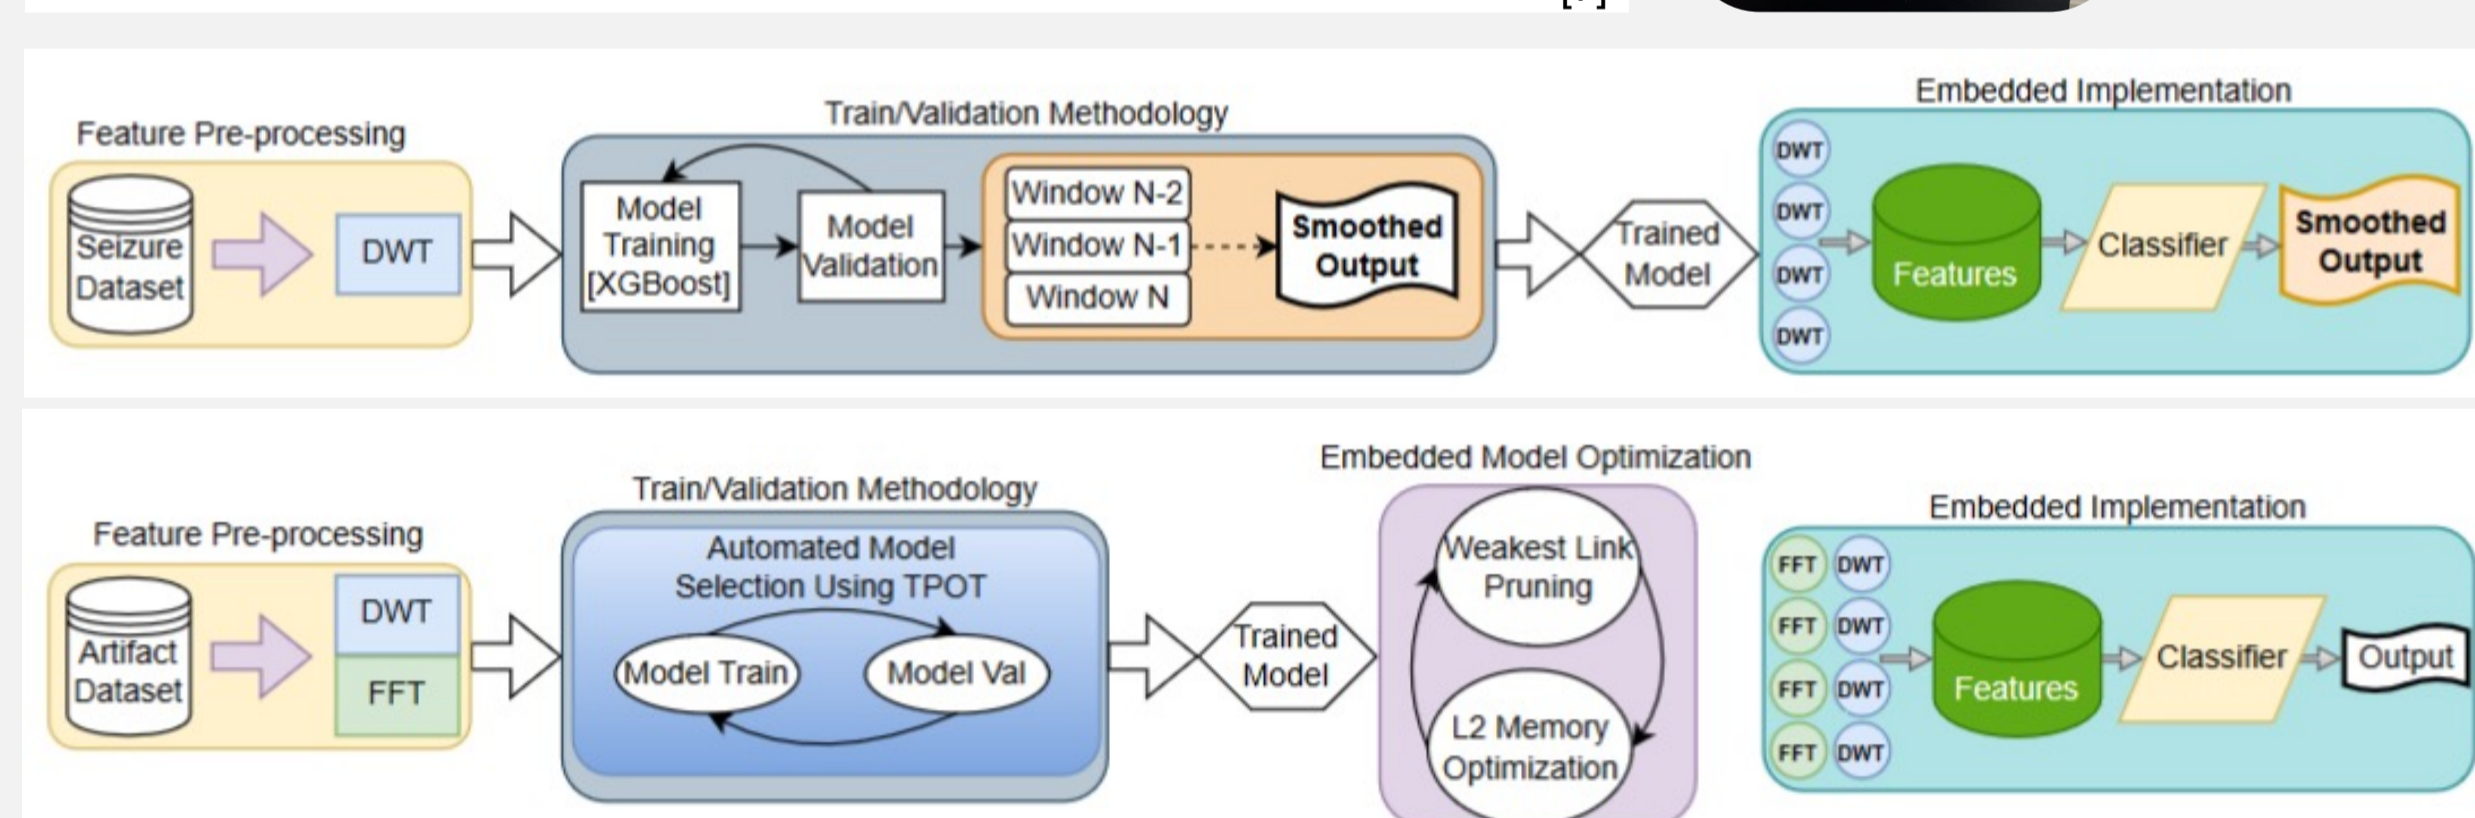 Feature Pre-processing
Seizure
Dataset
DWT
Train/Validation Methodology
Model
Training
[XGBoost]
Model
Validation
Window N-2
Window N-1
Window N
Smoothed
Output
Trained
Model
Embedded Implementation
DWT
DWT
DWT
DWT
Features
Classifier
Smoothed
Output
Feature Pre-processing
Artifact
Dataset
DWT
FFT
Train/Validation Methodology
Automated Model
Selection Using TPOT
Model Train
Model Val
Trained
Model
Embedded Model Optimization
Weakest Link
Pruning
L2 Memory
Optimization
Embedded Implementation
FFT DWT
FFT DWT
FFT DWT
FFT DWT
Features
Classifier
Output